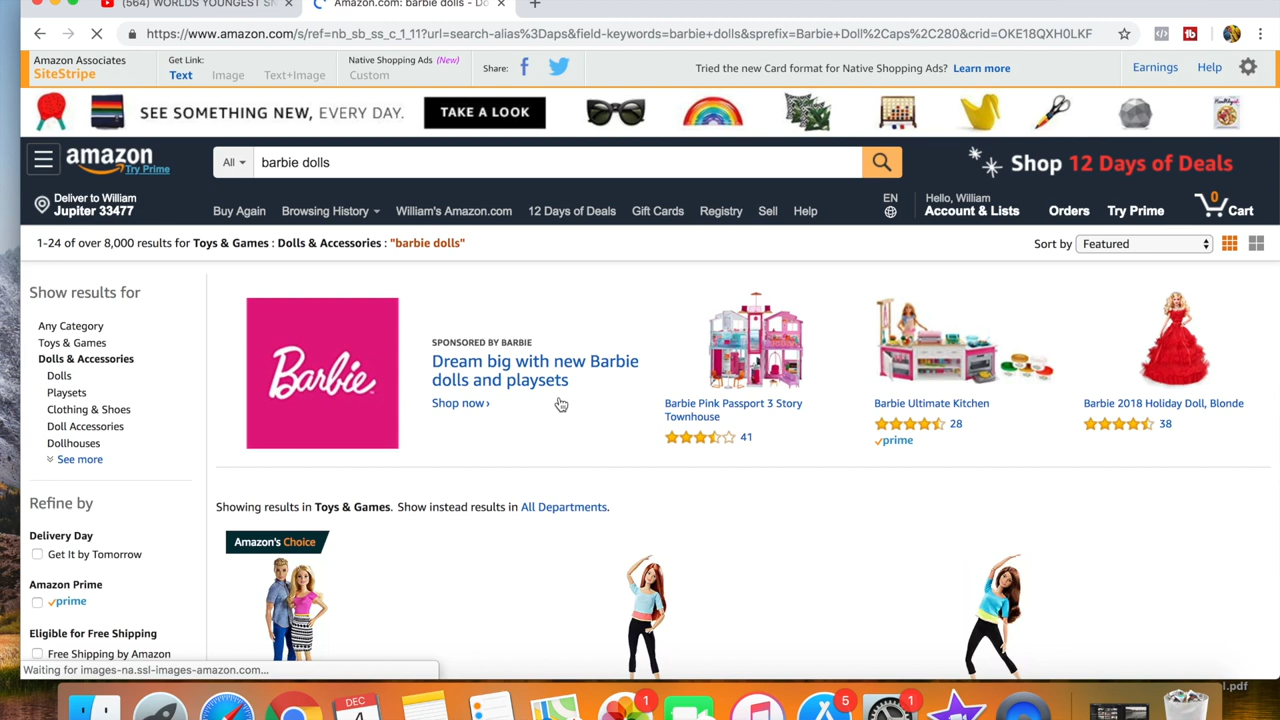 (564) WORLDS YOUNGEST SN
Amazon.com: barbie dolls - Do
https://www.amazon.com/s/ref=nb_sb_ss_c_1_11?url=search-alias%3Daps&field-keywords=barbie+dolls&sprefix=Barbie+Doll%2Caps%2C280&crid=OKE18QXH0LKF
Amazon Associates
SiteStripe
Get Link:
Text
Image
Text+Image
Native Shopping Ads (New)
Custom
Share:
Tried the new Card format for Native Shopping Ads? Learn more
Earnings
Help
SEE SOMETHING NEW, EVERY DAY.
TAKE A LOOK
amazon
Try Prime
All
barbie dolls
Shop 12 Days of Deals
Deliver to William
Jupiter 33477
Buy Again
Browsing History
William's Amazon.com
12 Days of Deals
Gift Cards
Registry
Sell
Help
EN
Hello, William
Account & Lists
Orders
Try Prime
0
Cart
1-24 of over 8,000 results for Toys & Games : Dolls & Accessories : "barbie dolls"
Sort by
Featured
Show results for
Any Category
Toys & Games
Dolls & Accessories
Dolls
Playsets
Clothing & Shoes
Doll Accessories
Dollhouses
See more
Refine by
Delivery Day
Get It by Tomorrow
Amazon Prime
prime
Eligible for Free Shipping
Free Shipping by Amazon
Barbie
SPONSORED BY BARBIE
Dream big with new Barbie
dolls and playsets
Shop now ›
Barbie Pink Passport 3 Story
Townhouse
41
Barbie Ultimate Kitchen
28
prime
Barbie 2018 Holiday Doll, Blonde
38
Showing results in Toys & Games. Show instead results in All Departments.
Amazon's Choice
Waiting for images-na.ssl-images-amazon.com...
l.pdf
DEC
4
1
5
1